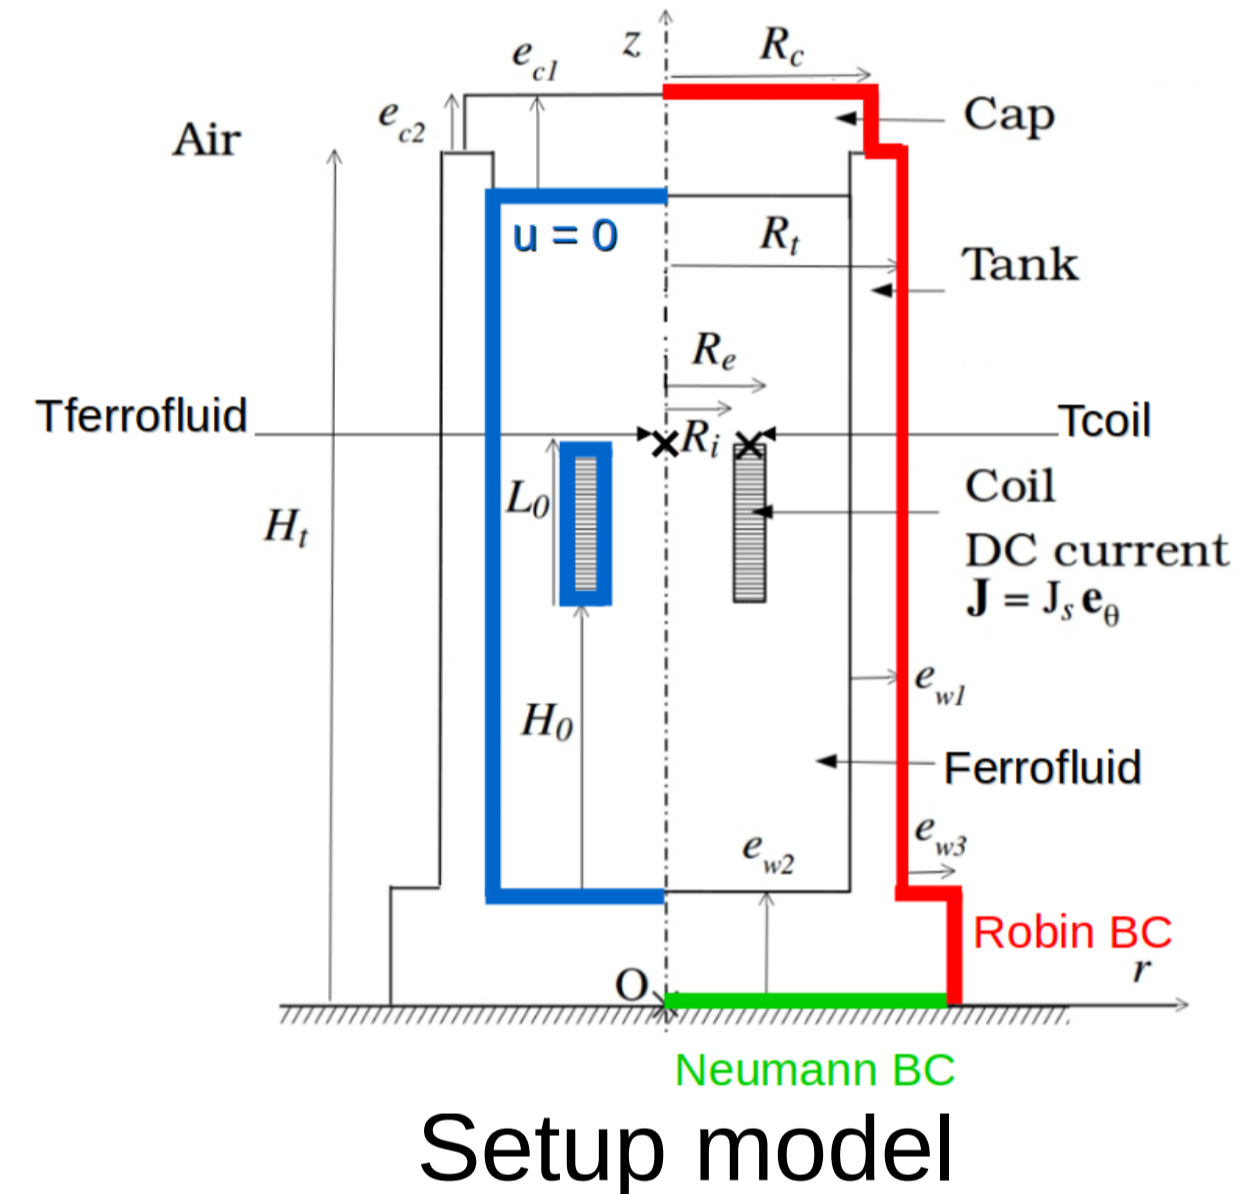 z
R_c
e_c1
e_c2
Cap
Air
u = 0
R_t
Tank
R_e
Tferrofluid
R_i
Tcoil
L_0
Coil
H_t
DC current
J = J_s e_θ
e_w1
H_0
Ferrofluid
e_w3
e_w2
Robin BC
O
r
Neumann BC
Setup model